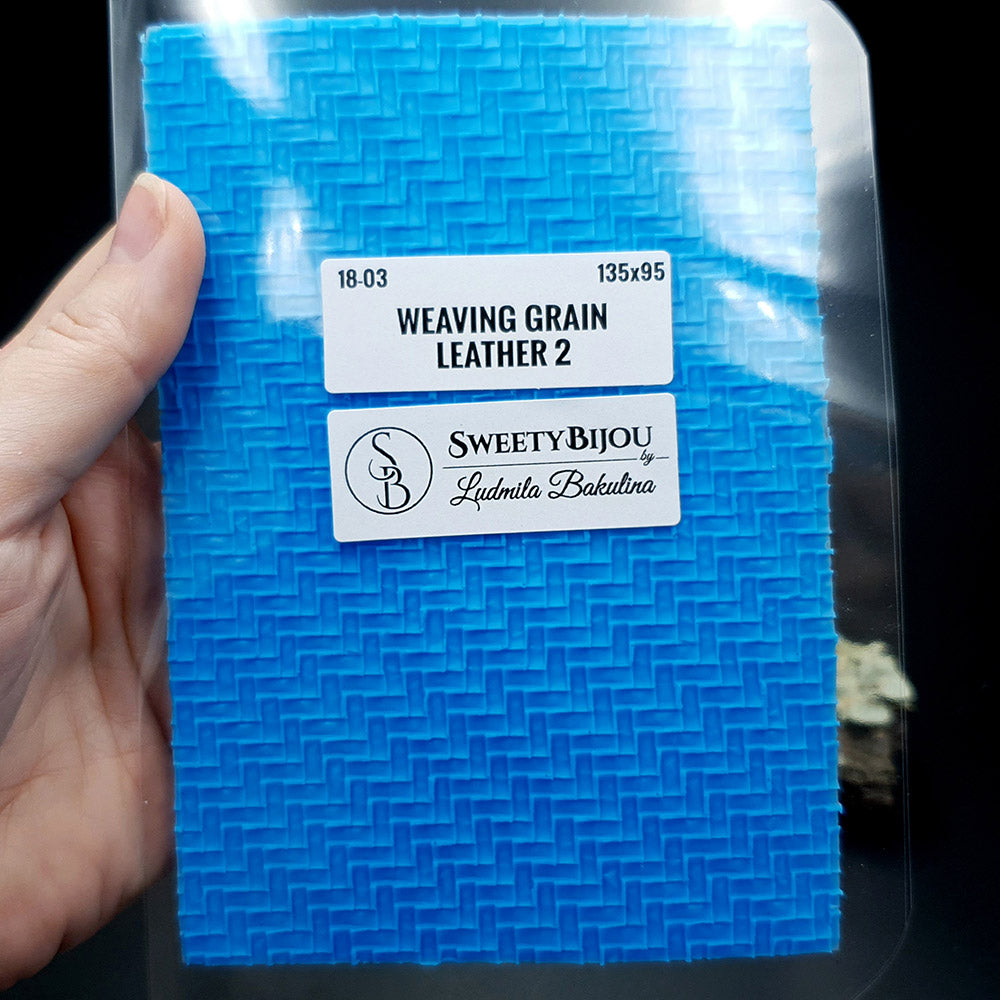 18-03 135x95
WEAVING GRAIN
LEATHER 2
SB
SWEETYBIJOU
by
Ludmila Bakulina